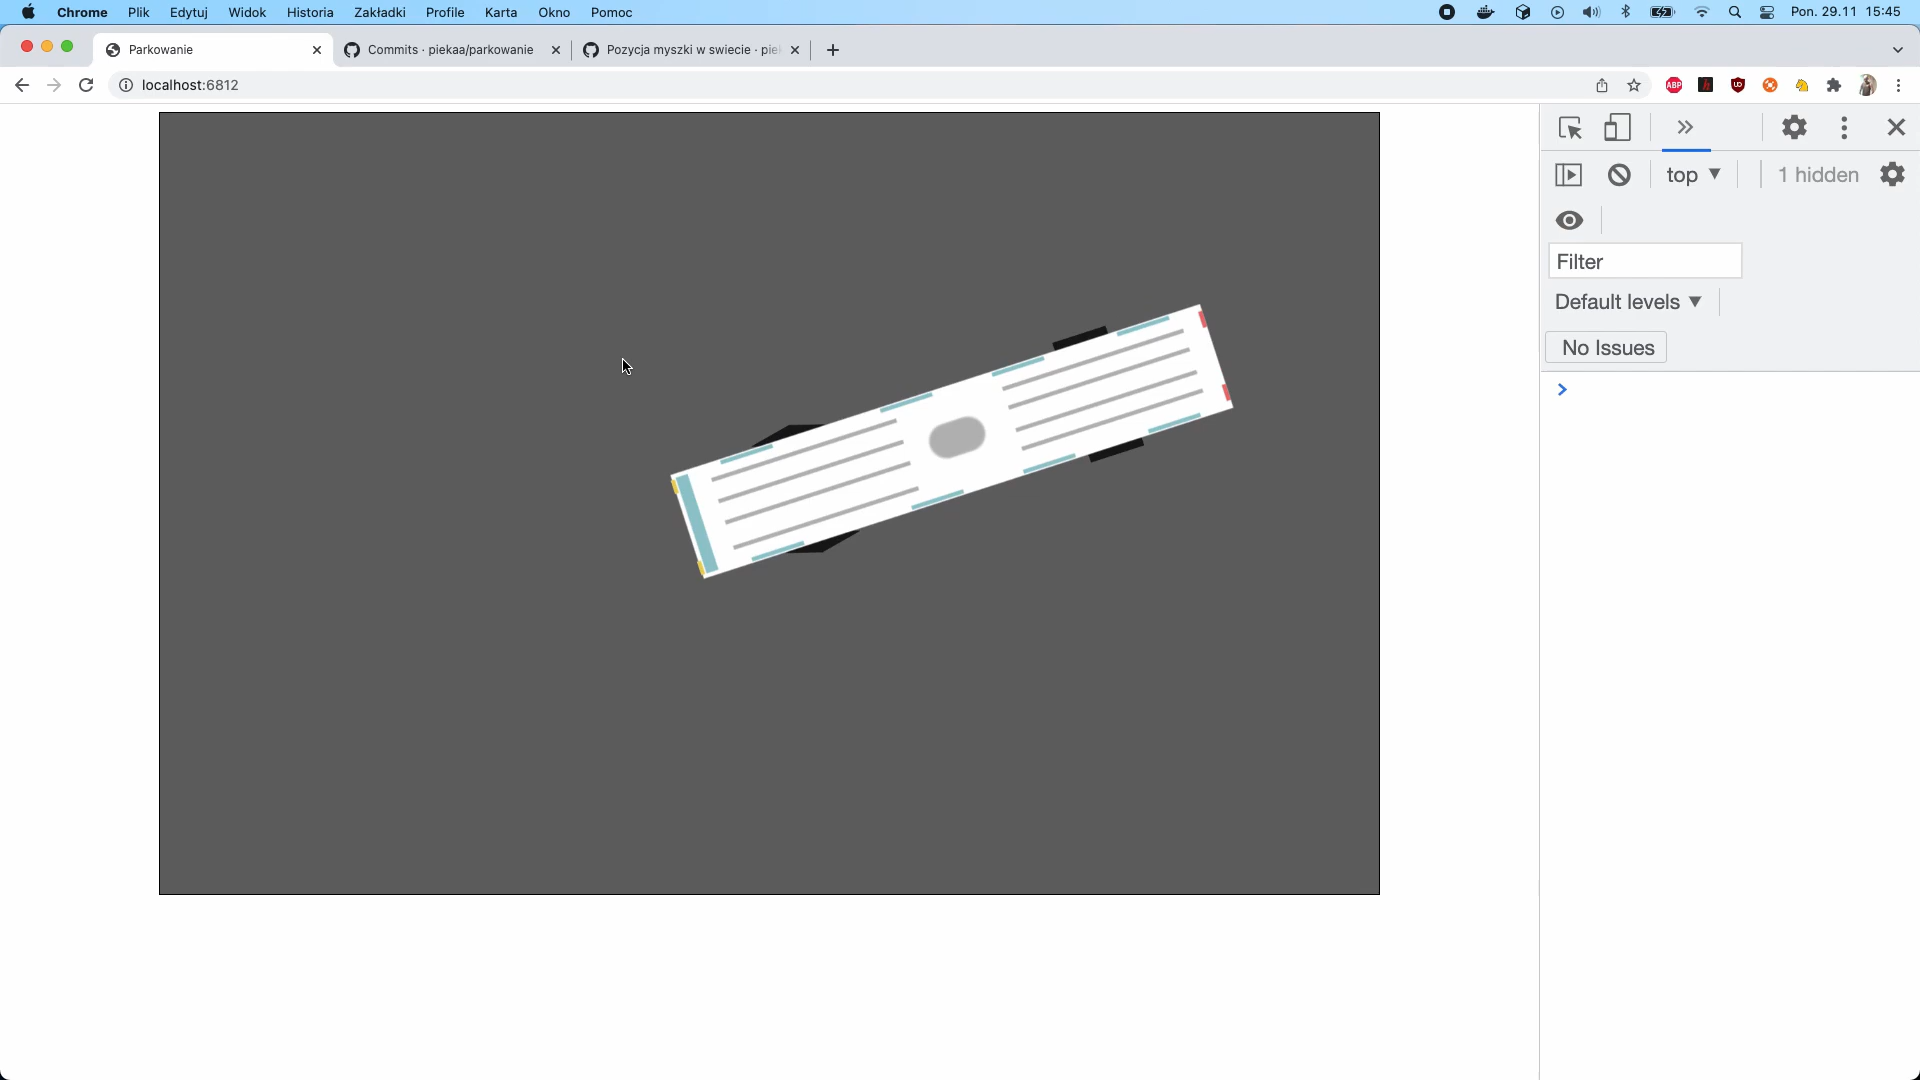 Chrome Plik Edytuj Widok Historia Zakładki Profile Karta Okno Pomoc Pon. 29.11 15:45
Parkowanie Commits · piekaa/parkowanie Pozycja myszki w swiecie · pie
localhost:6812 ABP
top 1 hidden
Filter
Default levels
No Issues